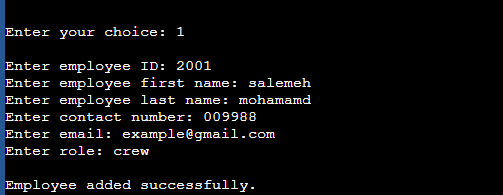 Enter your choice: 1
Enter employee ID: 2001
Enter employee first name: salemeh
Enter employee last name: mohamamd
Enter contact number: 009988
Enter email: example@gmail.com
Enter role: crew
Employee added successfully.